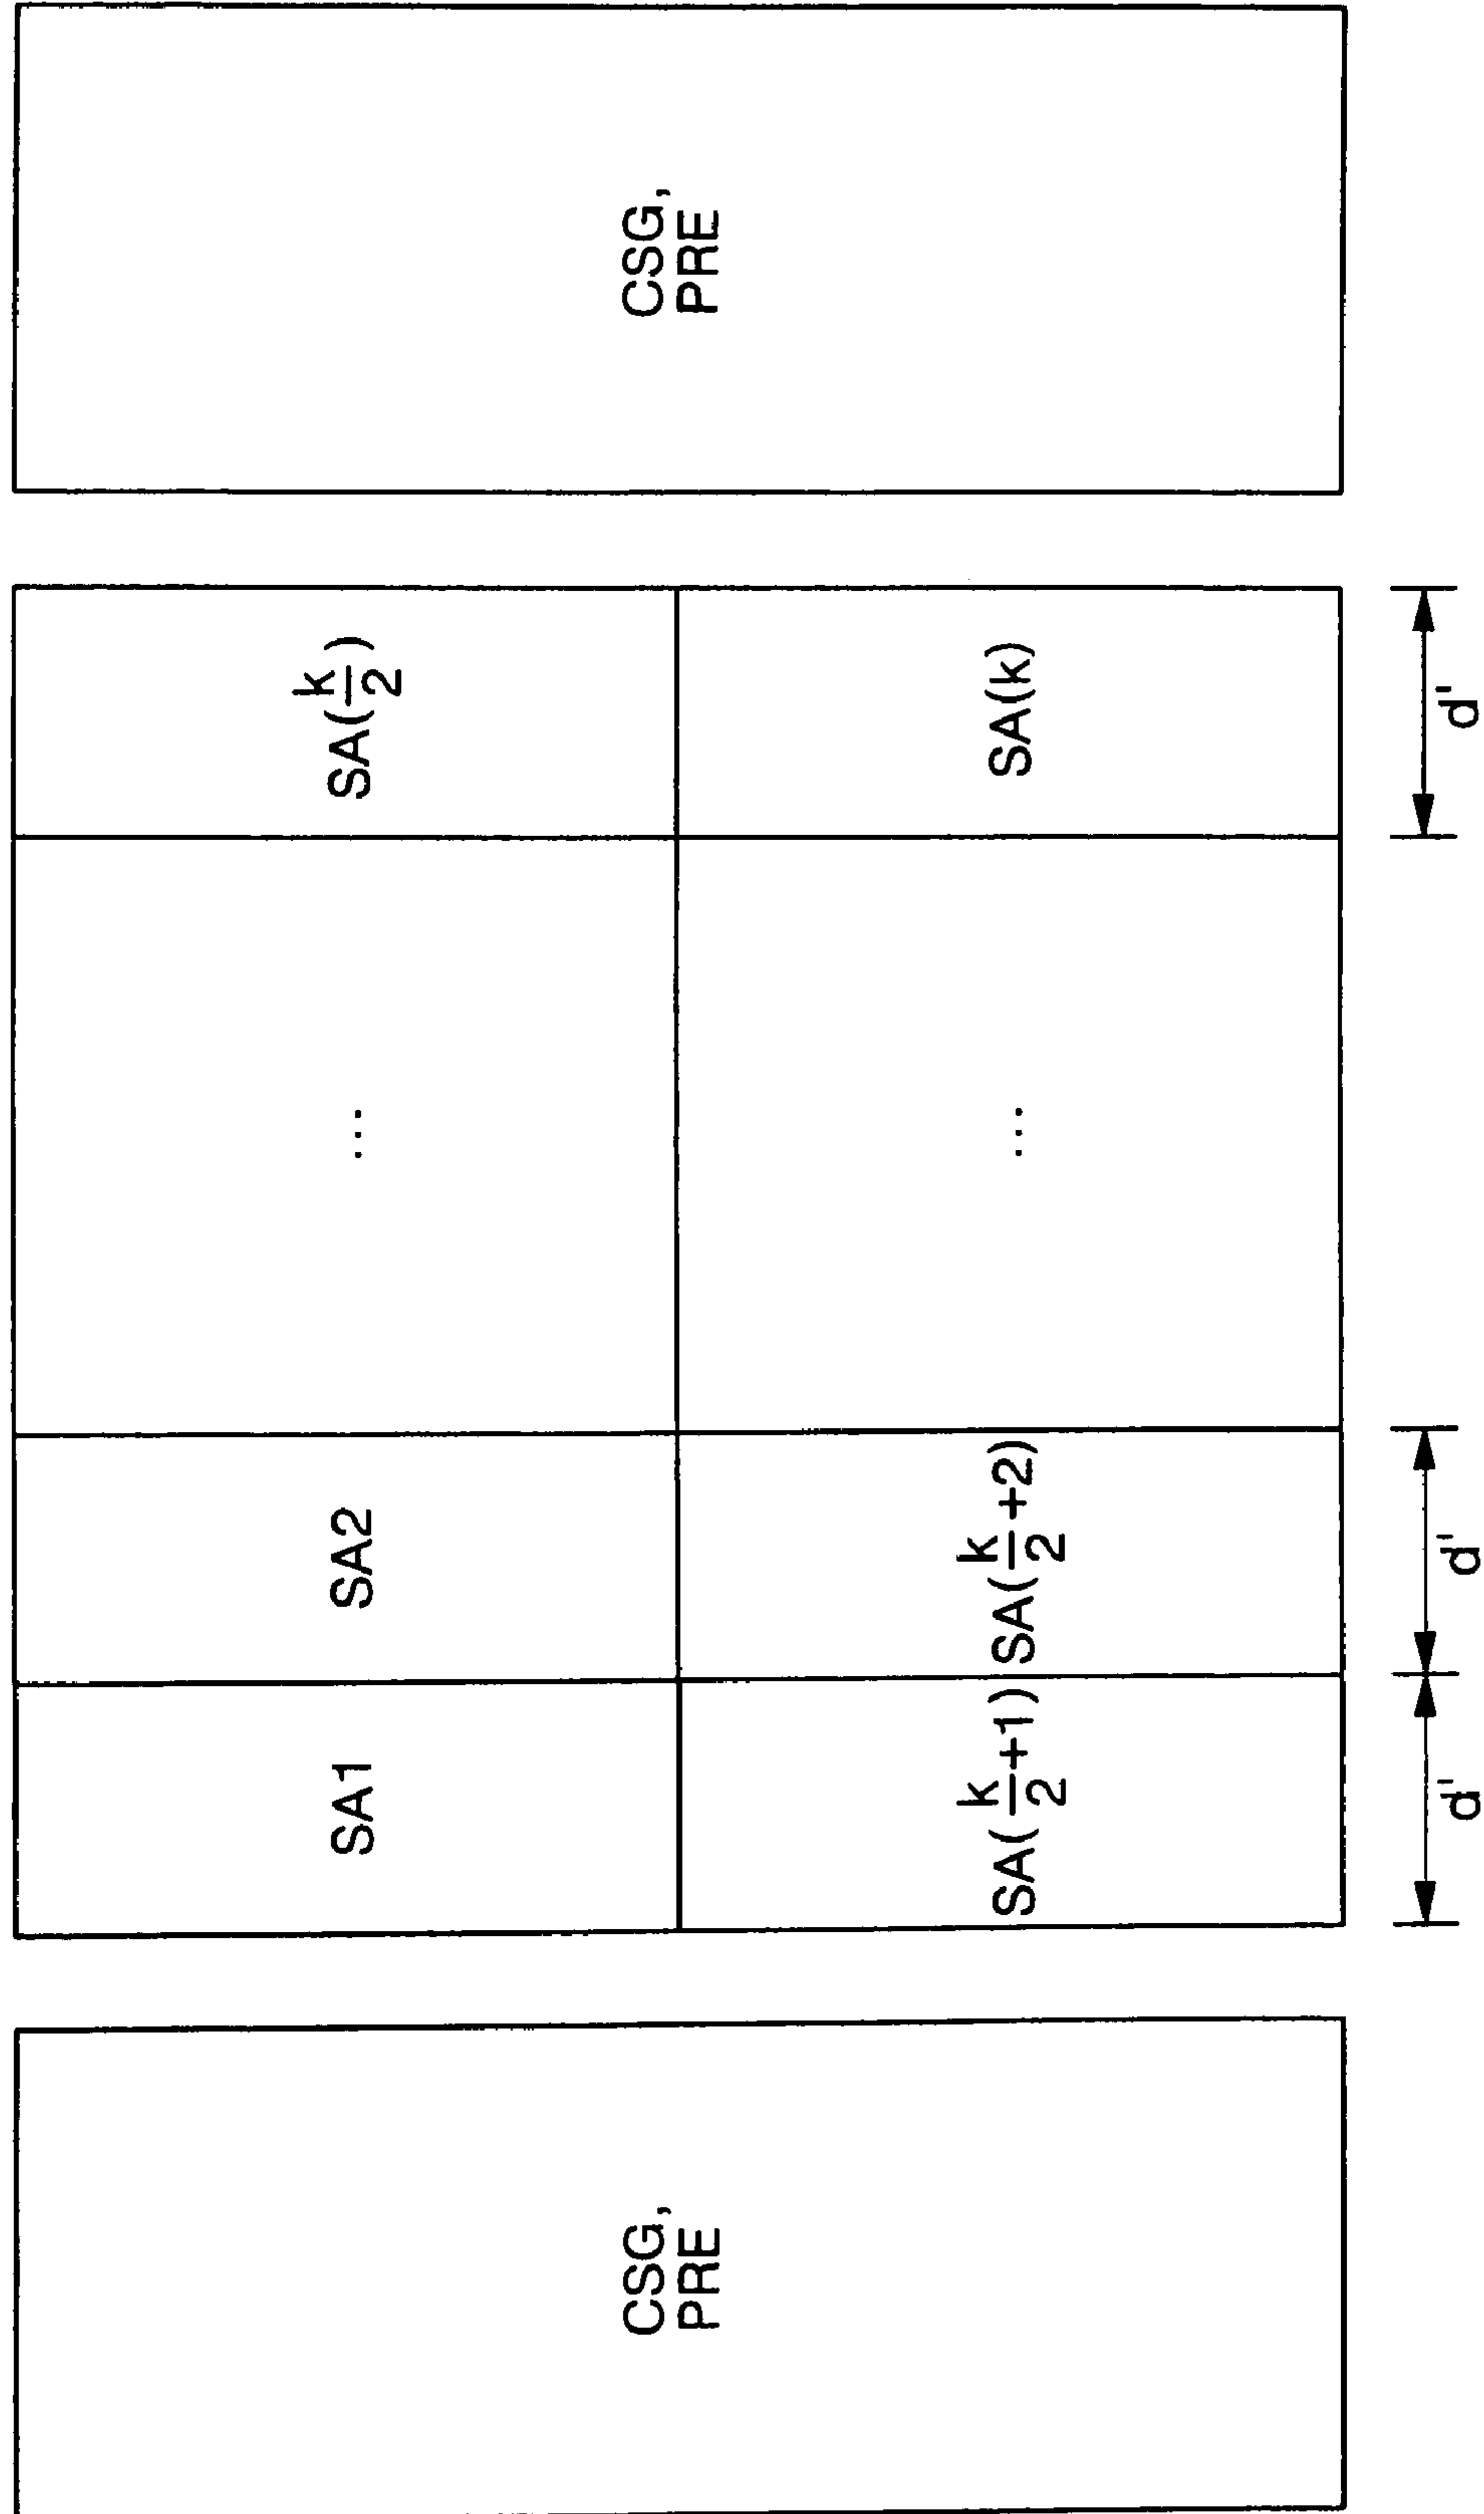 CSG,
PRE
SA1
SA2
...
SA(k/2)
SA(k/2+1)
SA(k/2+2)
...
SA(k)
CSG,
PRE
d'
d'
d'